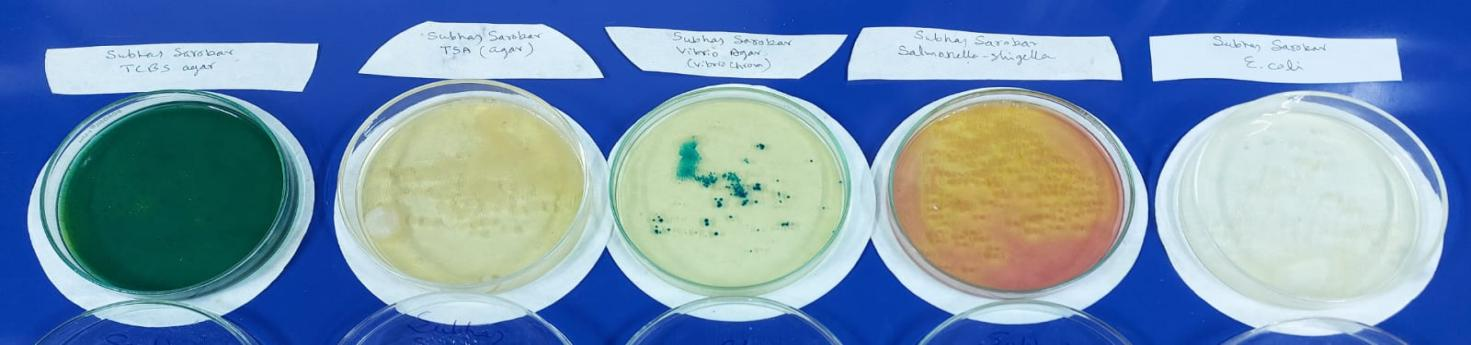 Subhas Sarobar
TCBS agar
Subhas Sarobar
TSA (agar)
Subhas Sarobar
Vibrio Agar
(Vibrio Chrom)
Subhas Sarobar
Salmonella-Shigella
Subhas Sarobar
E. coli
Subhas